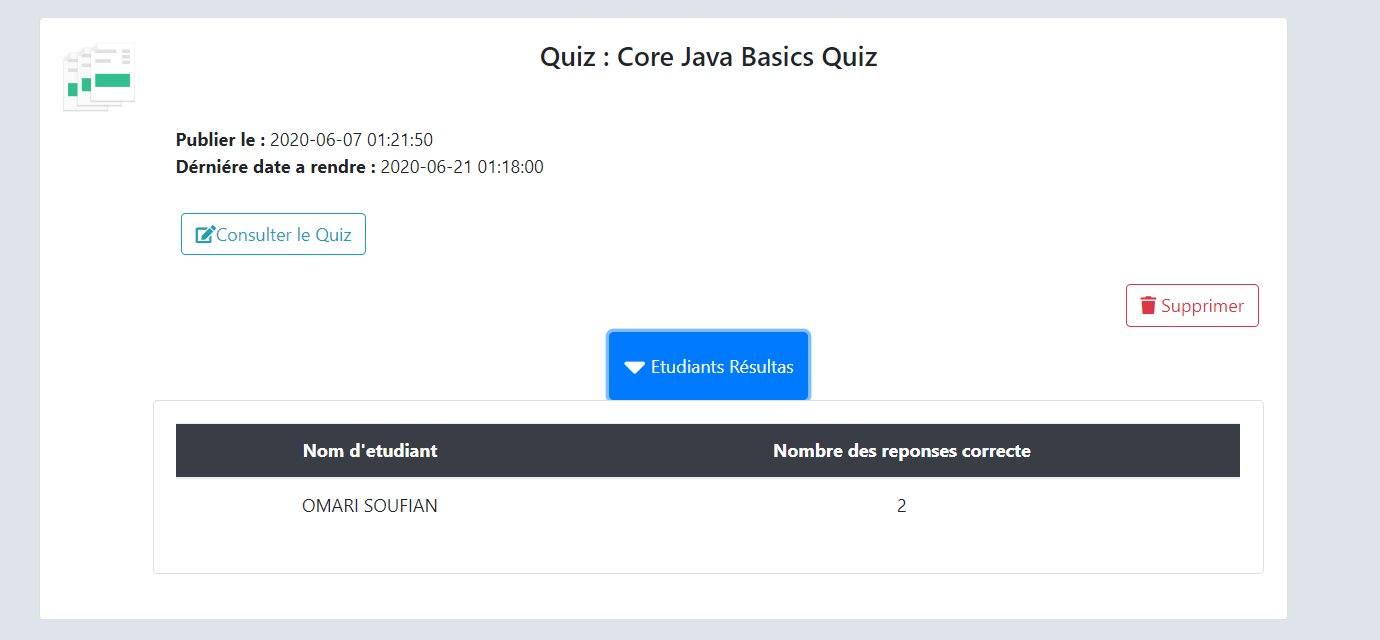 Quiz : Core Java Basics Quiz
Publier le : 2020-06-07 01:21:50
Dérniére date a rendre : 2020-06-21 01:18:00
Consulter le Quiz
Supprimer
Etudiants Résultas
Nom d'etudiant Nombre des reponses correcte
OMARI SOUFIAN 2